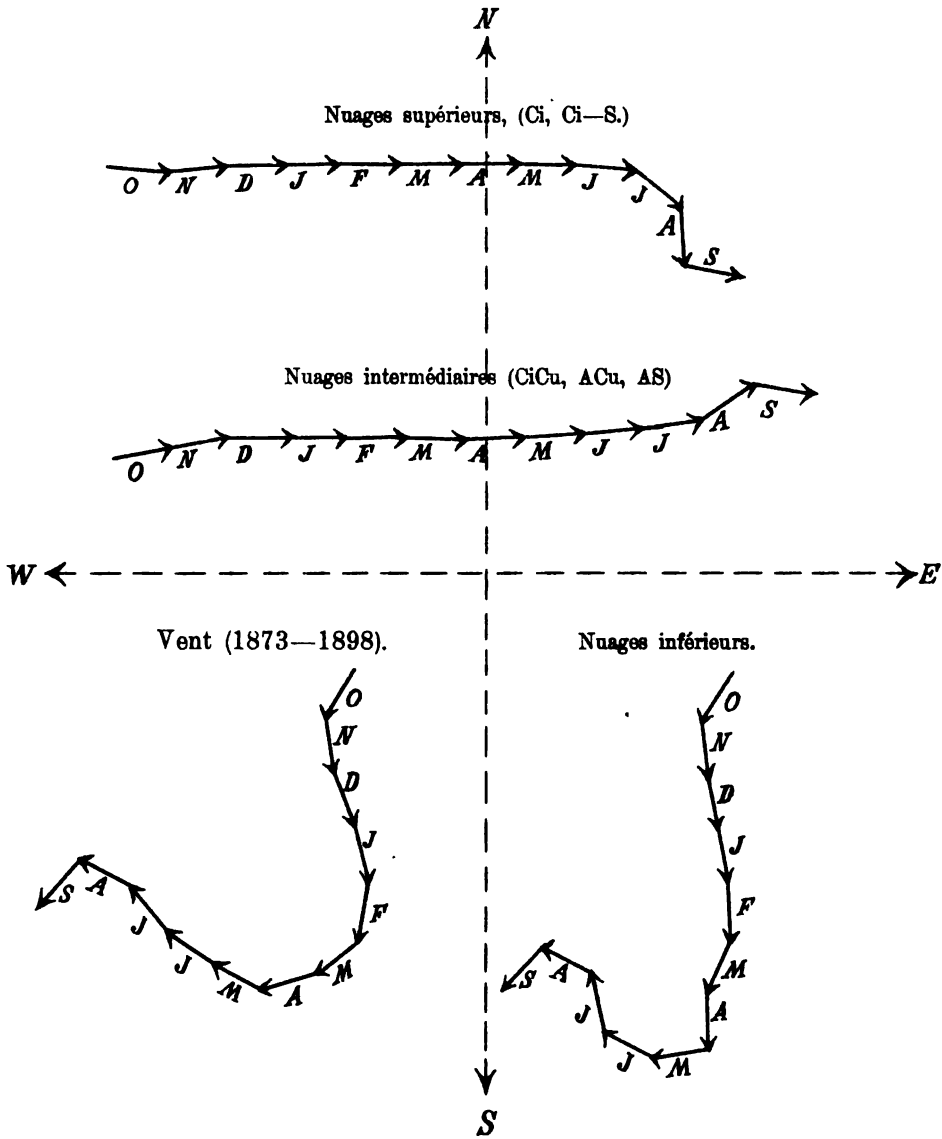 N
Nuages supérieurs, (Ci, Ci—S.)
O N D J F M A M J J A S
Nuages intermédiaires (CiCu, ACu, AS)
O N D J F M A M J J A S
W E
Vent (1873—1898).
O N D J F M A M J J A S
Nuages inférieurs.
O N D J F M A M J J A S
S